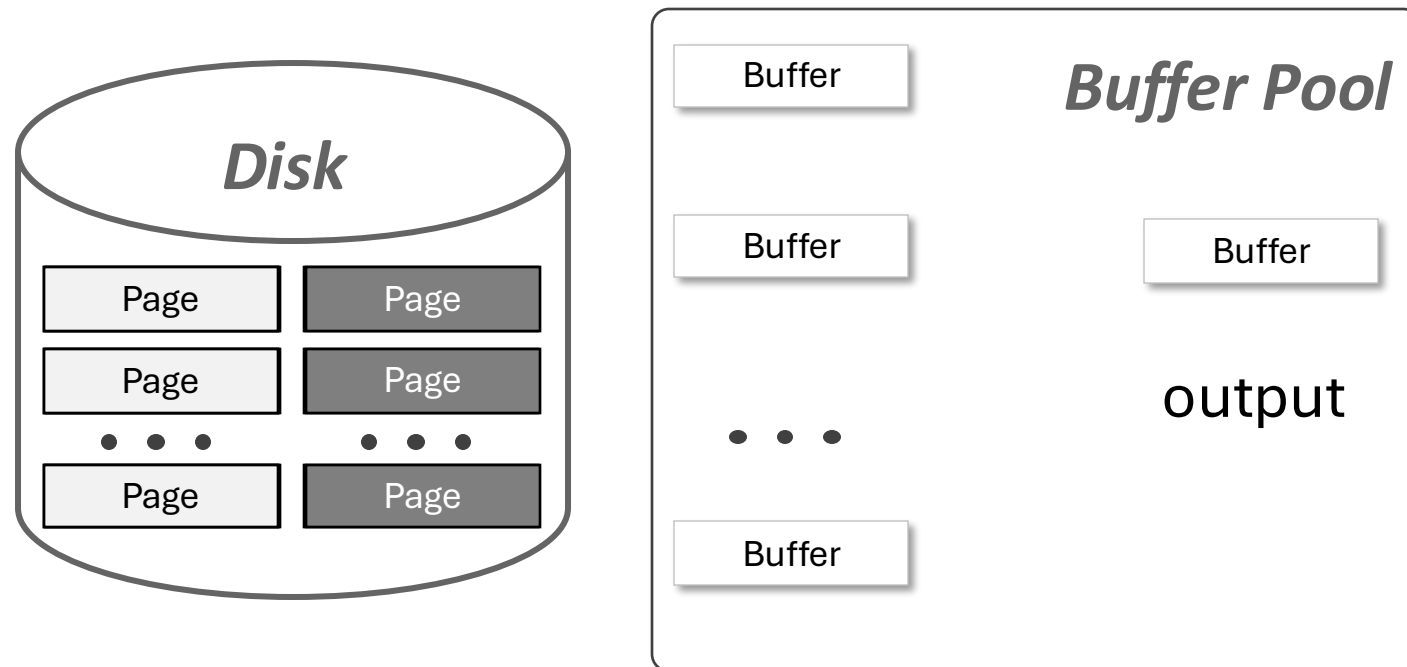 Disk
Page Page
Page Page
Page Page
Buffer Pool
Buffer
Buffer
Buffer
Buffer
output